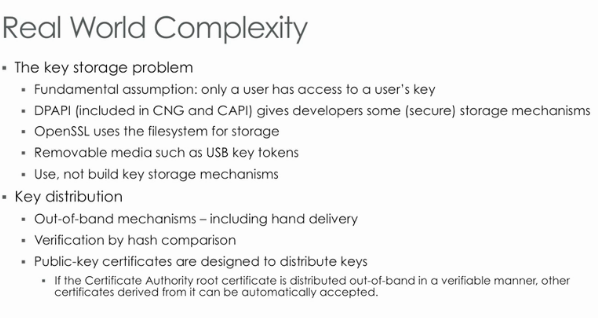 Real World Complexity
▪ The key storage problem
▪ Fundamental assumption: only a user has access to a user's key
▪ DPAPI (included in CNG and CAPI) gives developers some (secure) storage mechanisms
▪ OpenSSL uses the filesystem for storage
▪ Removable media such as USB key tokens
▪ Use, not build key storage mechanisms
▪ Key distribution
▪ Out-of-band mechanisms – including hand delivery
▪ Verification by hash comparison
▪ Public-key certificates are designed to distribute keys
▪ If the Certificate Authority root certificate is distributed out-of-band in a verifiable manner, other
certificates derived from it can be automatically accepted.